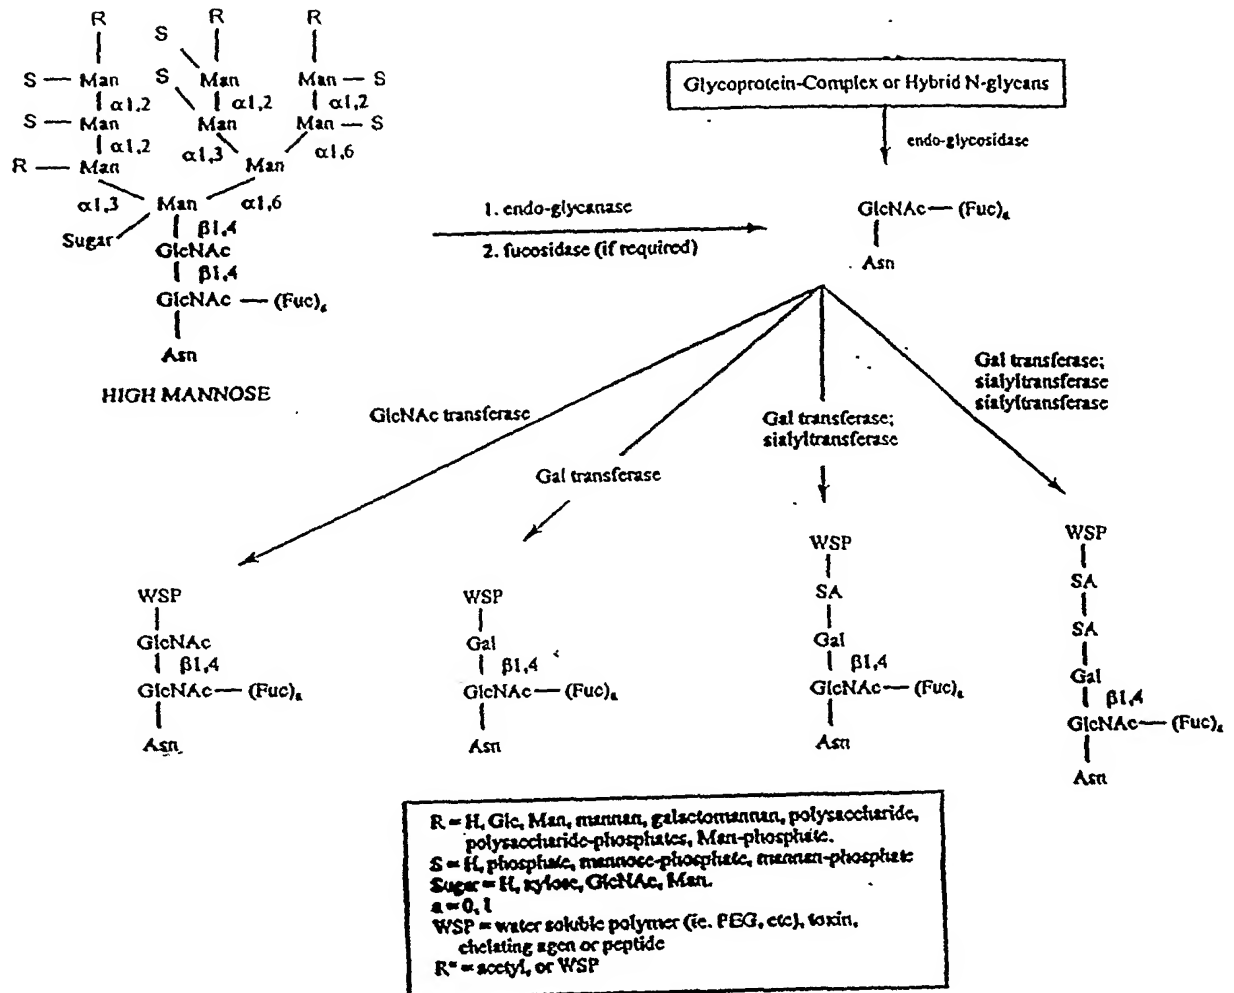 R
S
R
R
S — Man
S
Man
Man — S
α1,2
α1,2
α1,2
S — Man
Man
Man — S
α1,2
α1,3
α1,6
R — Man
Man
α1,3
Man
α1,6
Sugar
β1,4
GlcNAc
β1,4
GlcNAc — (Fuc)a
Asn
HIGH MANNOSE
1. endo-glycanase
2. fucosidase (if required)
Glycoprotein-Complex or Hybrid N-glycans
endo-glycosidase
GlcNAc — (Fuc)a
Asn
GlcNAc transferase
Gal transferase
Gal transferase;
sialyltransferase
Gal transferase;
sialyltransferase
sialyltransferase
WSP
GlcNAc
β1,4
GlcNAc — (Fuc)a
Asn
WSP
Gal
β1,4
GlcNAc — (Fuc)a
Asn
WSP
SA
Gal
β1,4
GlcNAc — (Fuc)a
Asn
WSP
SA
SA
Gal
β1,4
GlcNAc — (Fuc)a
Asn
R = H, Glc, Man, mannan, galactomannan, polysaccharide,
polysaccharide-phosphates, Man-phosphate.
S = H, phosphate, mannose-phosphate, mannan-phosphate
Sugar = H, xylose, GlcNAc, Man.
a = 0, 1
WSP = water soluble polymer (ie. PEG, etc), toxin,
chelating agen or peptide
R* = acetyl, or WSP